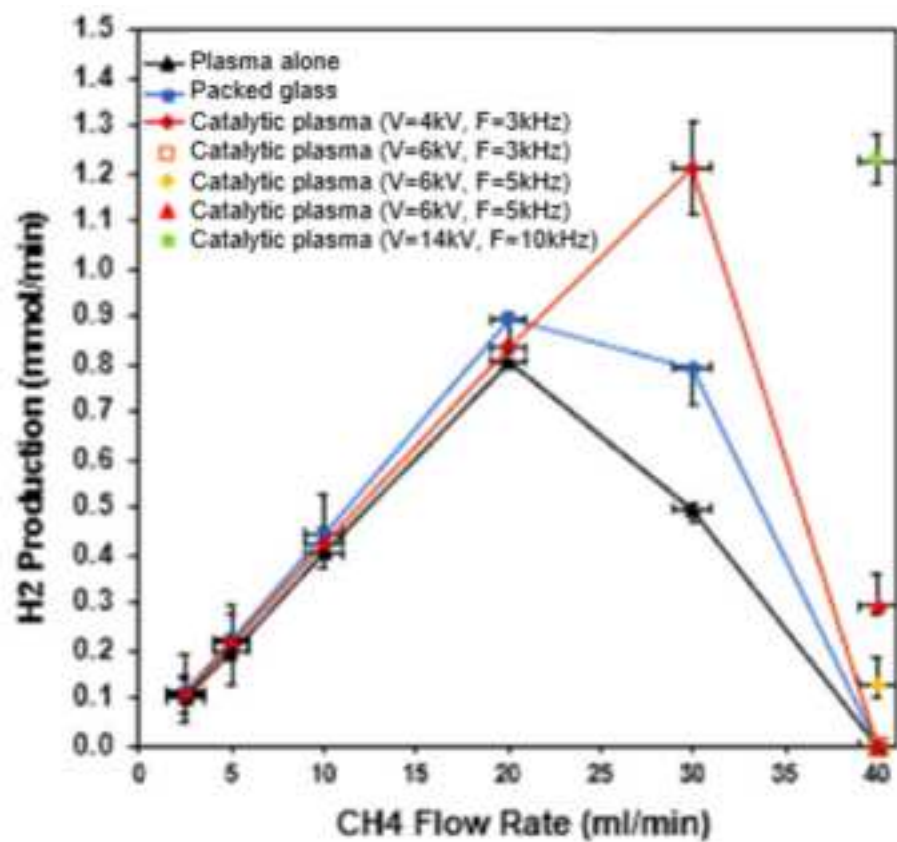 1.5
1.4
1.3
1.2
1.1
1.0
0.9
0.8
0.7
0.6
0.5
0.4
0.3
0.2
0.1
0.0
H2 Production (mmol/min)
Plasma alone
Packed glass
Catalytic plasma (V=4kV, F=3kHz)
Catalytic plasma (V=6kV, F=3kHz)
Catalytic plasma (V=6kV, F=5kHz)
Catalytic plasma (V=6kV, F=5kHz)
Catalytic plasma (V=14kV, F=10kHz)
0 5 10 15 20 25 30 35 40
CH4 Flow Rate (ml/min)